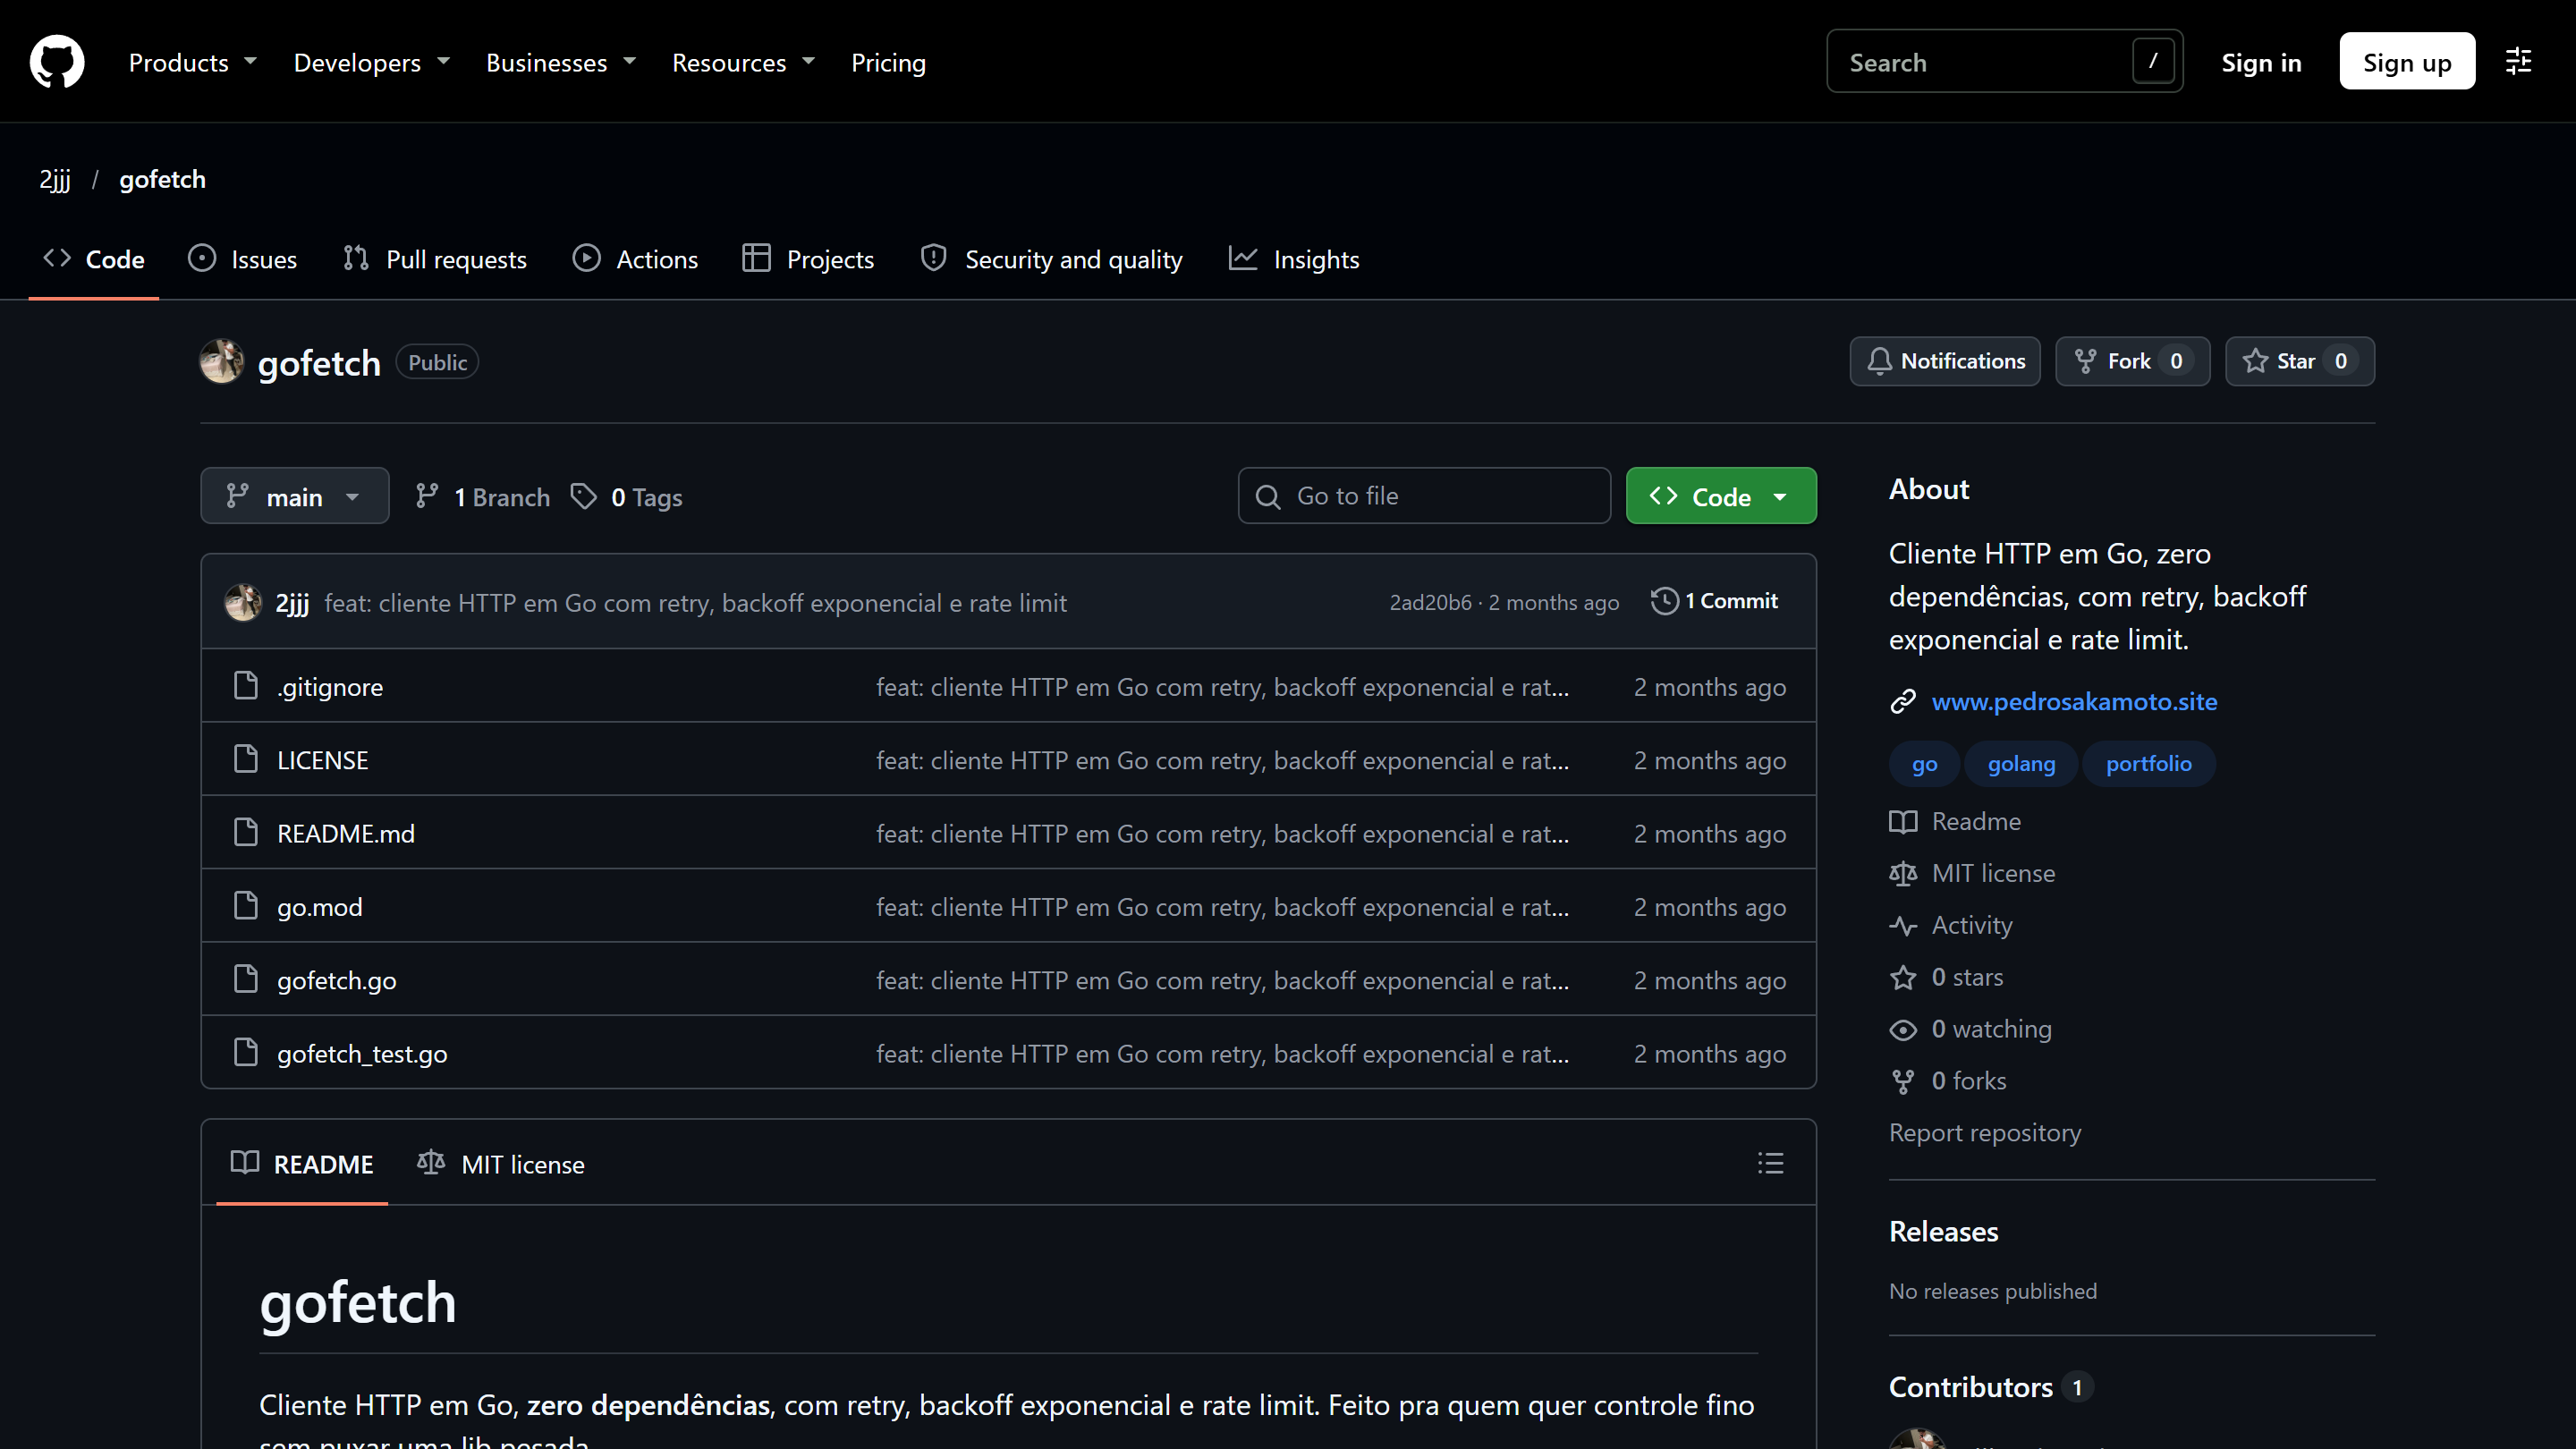 Products Developers Businesses Resources Pricing Search / Sign in Sign up
2jjj / gofetch
Code Issues Pull requests Actions Projects Security and quality Insights
gofetch Public Notifications Fork 0 Star 0
main 1 Branch 0 Tags Go to file Code
2jjj feat: cliente HTTP em Go com retry, backoff exponencial e rate limit 2ad20b6 · 2 months ago 1 Commit
.gitignore feat: cliente HTTP em Go com retry, backoff exponencial e rat... 2 months ago
LICENSE feat: cliente HTTP em Go com retry, backoff exponencial e rat... 2 months ago
README.md feat: cliente HTTP em Go com retry, backoff exponencial e rat... 2 months ago
go.mod feat: cliente HTTP em Go com retry, backoff exponencial e rat... 2 months ago
gofetch.go feat: cliente HTTP em Go com retry, backoff exponencial e rat... 2 months ago
gofetch_test.go feat: cliente HTTP em Go com retry, backoff exponencial e rat... 2 months ago
README MIT license
gofetch
Cliente HTTP em Go, zero dependências, com retry, backoff exponencial e rate limit. Feito pra quem quer controle fino
sem puxar uma lib pesada
About
Cliente HTTP em Go, zero
dependências, com retry, backoff
exponencial e rate limit.
www.pedrosakamoto.site
go golang portfolio
Readme
MIT license
Activity
0 stars
0 watching
0 forks
Report repository
Releases
No releases published
Contributors 1